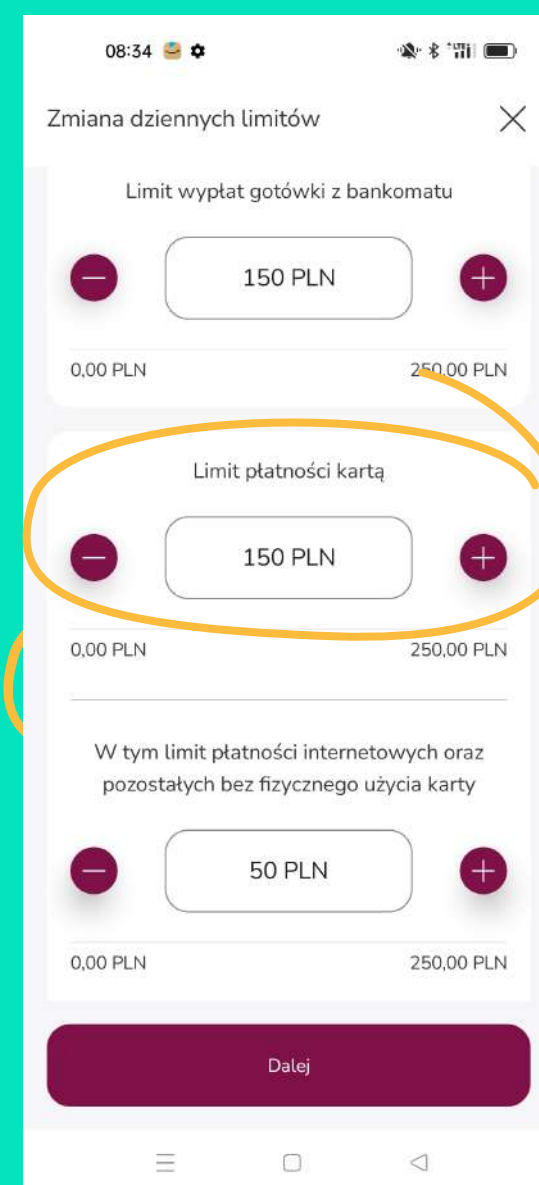 08:34
Zmiana dziennych limitów
Limit wypłat gotówki z bankomatu
150 PLN
0,00 PLN 250,00 PLN
Limit płatności kartą
150 PLN
0,00 PLN 250,00 PLN
W tym limit płatności internetowych oraz
pozostałych bez fizycznego użycia karty
50 PLN
0,00 PLN 250,00 PLN
Dalej